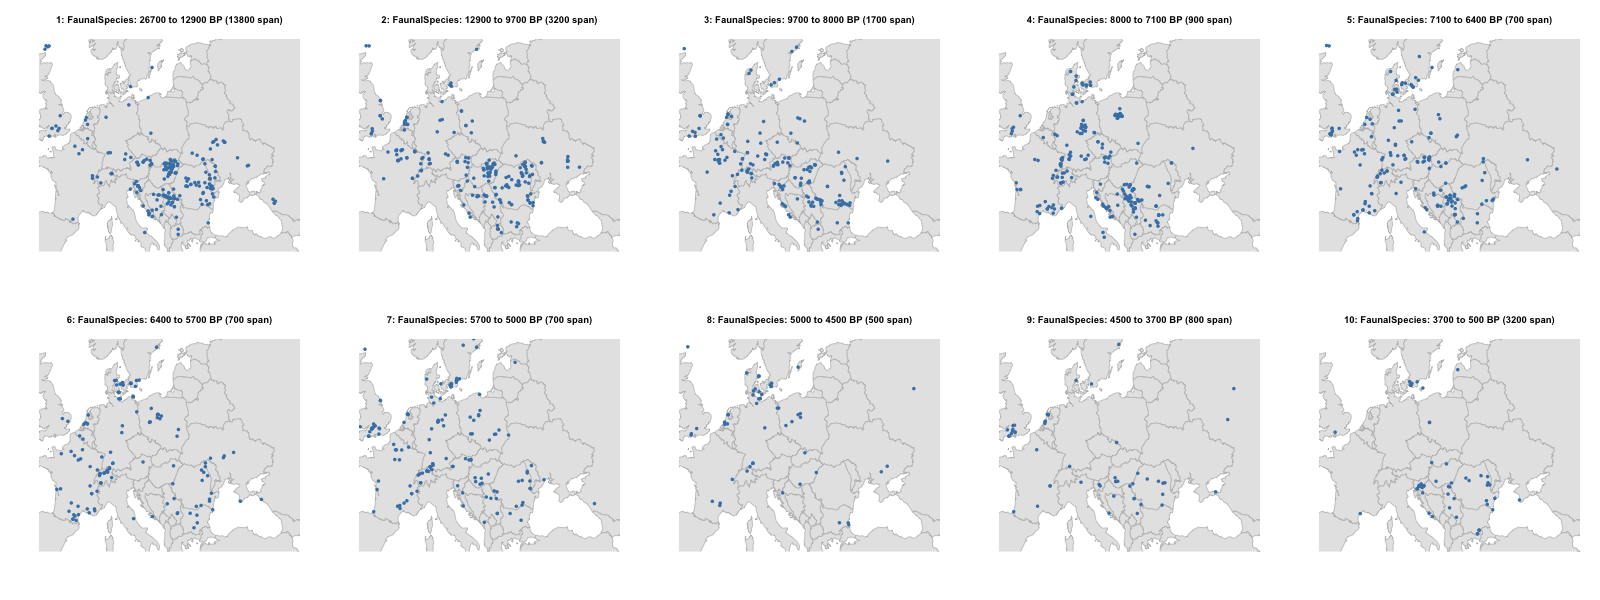 1: FaunalSpecies: 26700 to 12900 BP (13800 span)
2: FaunalSpecies: 12900 to 9700 BP (3200 span)
3: FaunalSpecies: 9700 to 8000 BP (1700 span)
4: FaunalSpecies: 8000 to 7100 BP (900 span)
5: FaunalSpecies: 7100 to 6400 BP (700 span)
6: FaunalSpecies: 6400 to 5700 BP (700 span)
7: FaunalSpecies: 5700 to 5000 BP (700 span)
8: FaunalSpecies: 5000 to 4500 BP (500 span)
9: FaunalSpecies: 4500 to 3700 BP (800 span)
10: FaunalSpecies: 3700 to 500 BP (3200 span)